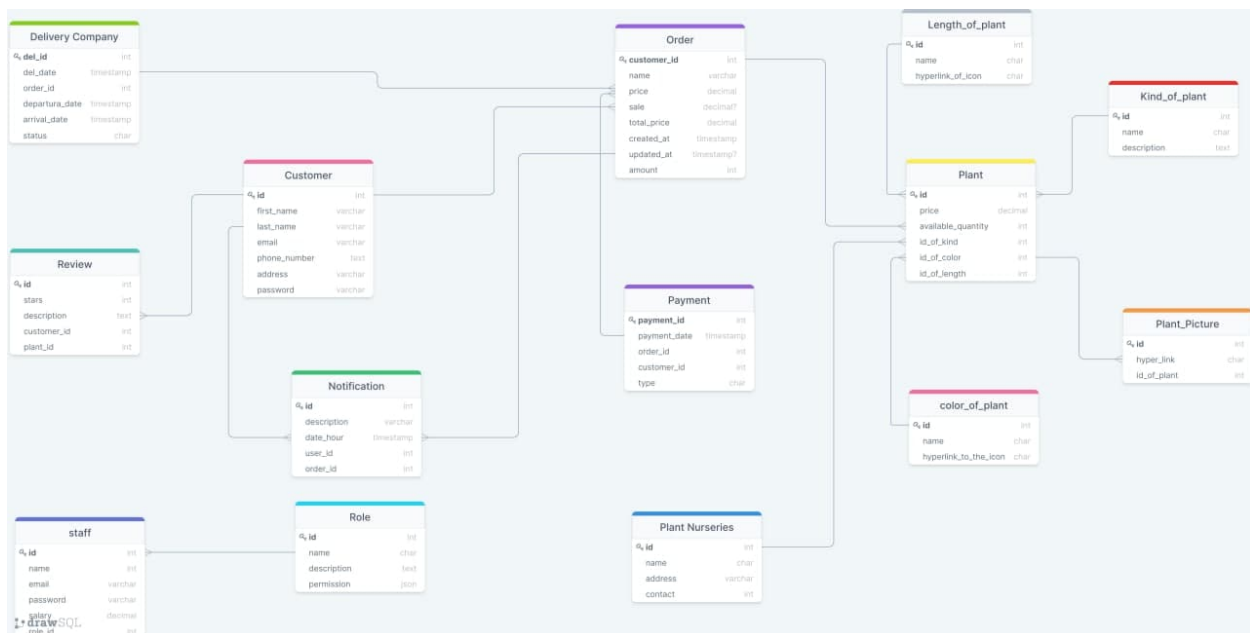 Delivery Company
del_id int
del_date timestamp
order_id int
departura_date timestamp
arrival_date timestamp
status char
Order
customer_id int
name varchar
price decimal
sale decimal?
total_price decimal
created_at timestamp
updated_at timestamp?
amount int
Length_of_plant
id int
name char
hyperlink_of_icon char
Kind_of_plant
id int
name char
description text
Customer
id int
first_name varchar
last_name varchar
email varchar
phone_number text
address varchar
password varchar
Plant
id int
price decimal
available_quantity int
id_of_kind int
id_of_color int
id_of_length int
Review
id int
stars int
description text
customer_id int
plant_id int
Payment
payment_id int
payment_date timestamp
order_id int
customer_id int
type char
Plant_Picture
id int
hyper_link char
id_of_plant int
Notification
id int
description varchar
date_hour timestamp
user_id int
order_id int
color_of_plant
id int
name char
hyperlink_to_the_icon char
staff
id int
name int
email varchar
password varchar
salary decimal
role_id int
Role
id int
name char
description text
permission json
Plant Nurseries
id int
name char
address varchar
contact int
drawSQL